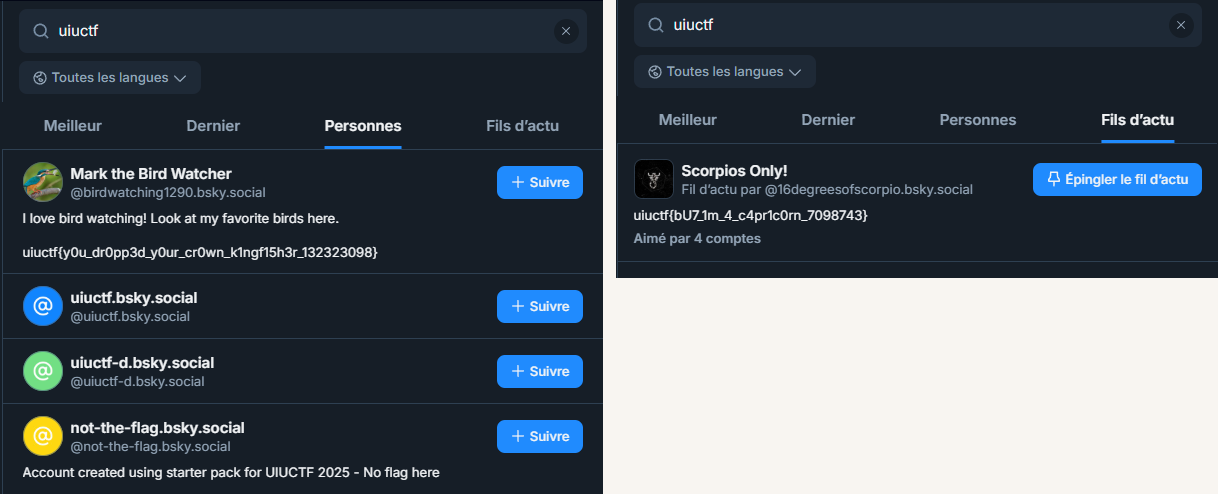 uiuctf
Toutes les langues
Meilleur Dernier Personnes Fils d'actu
Mark the Bird Watcher
@birdwatching1290.bsky.social
+ Suivre
I love bird watching! Look at my favorite birds here.
uiuctf{y0u_dr0pp3d_y0ur_cr0wn_k1ngf15h3r_132323098}
uiuctf.bsky.social
@uiuctf.bsky.social
+ Suivre
uiuctf-d.bsky.social
@uiuctf-d.bsky.social
+ Suivre
not-the-flag.bsky.social
@not-the-flag.bsky.social
+ Suivre
Account created using starter pack for UIUCTF 2025 - No flag here
uiuctf
Toutes les langues
Meilleur Dernier Personnes Fils d'actu
Scorpios Only!
Fil d'actu par @16degreesofscorpio.bsky.social
Épingler le fil d'actu
uiuctf{bU7_1m_4_c4pr1c0rn_7098743}
Aimé par 4 comptes